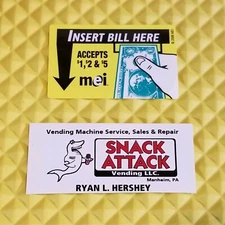 INSERT BILL HERE
ACCEPTS
$1, $2 & $5
mei
Vending Machine Service, Sales & Repair
SNACK
ATTACK
Vending LLC.
Manheim, PA
RYAN L. HERSHEY